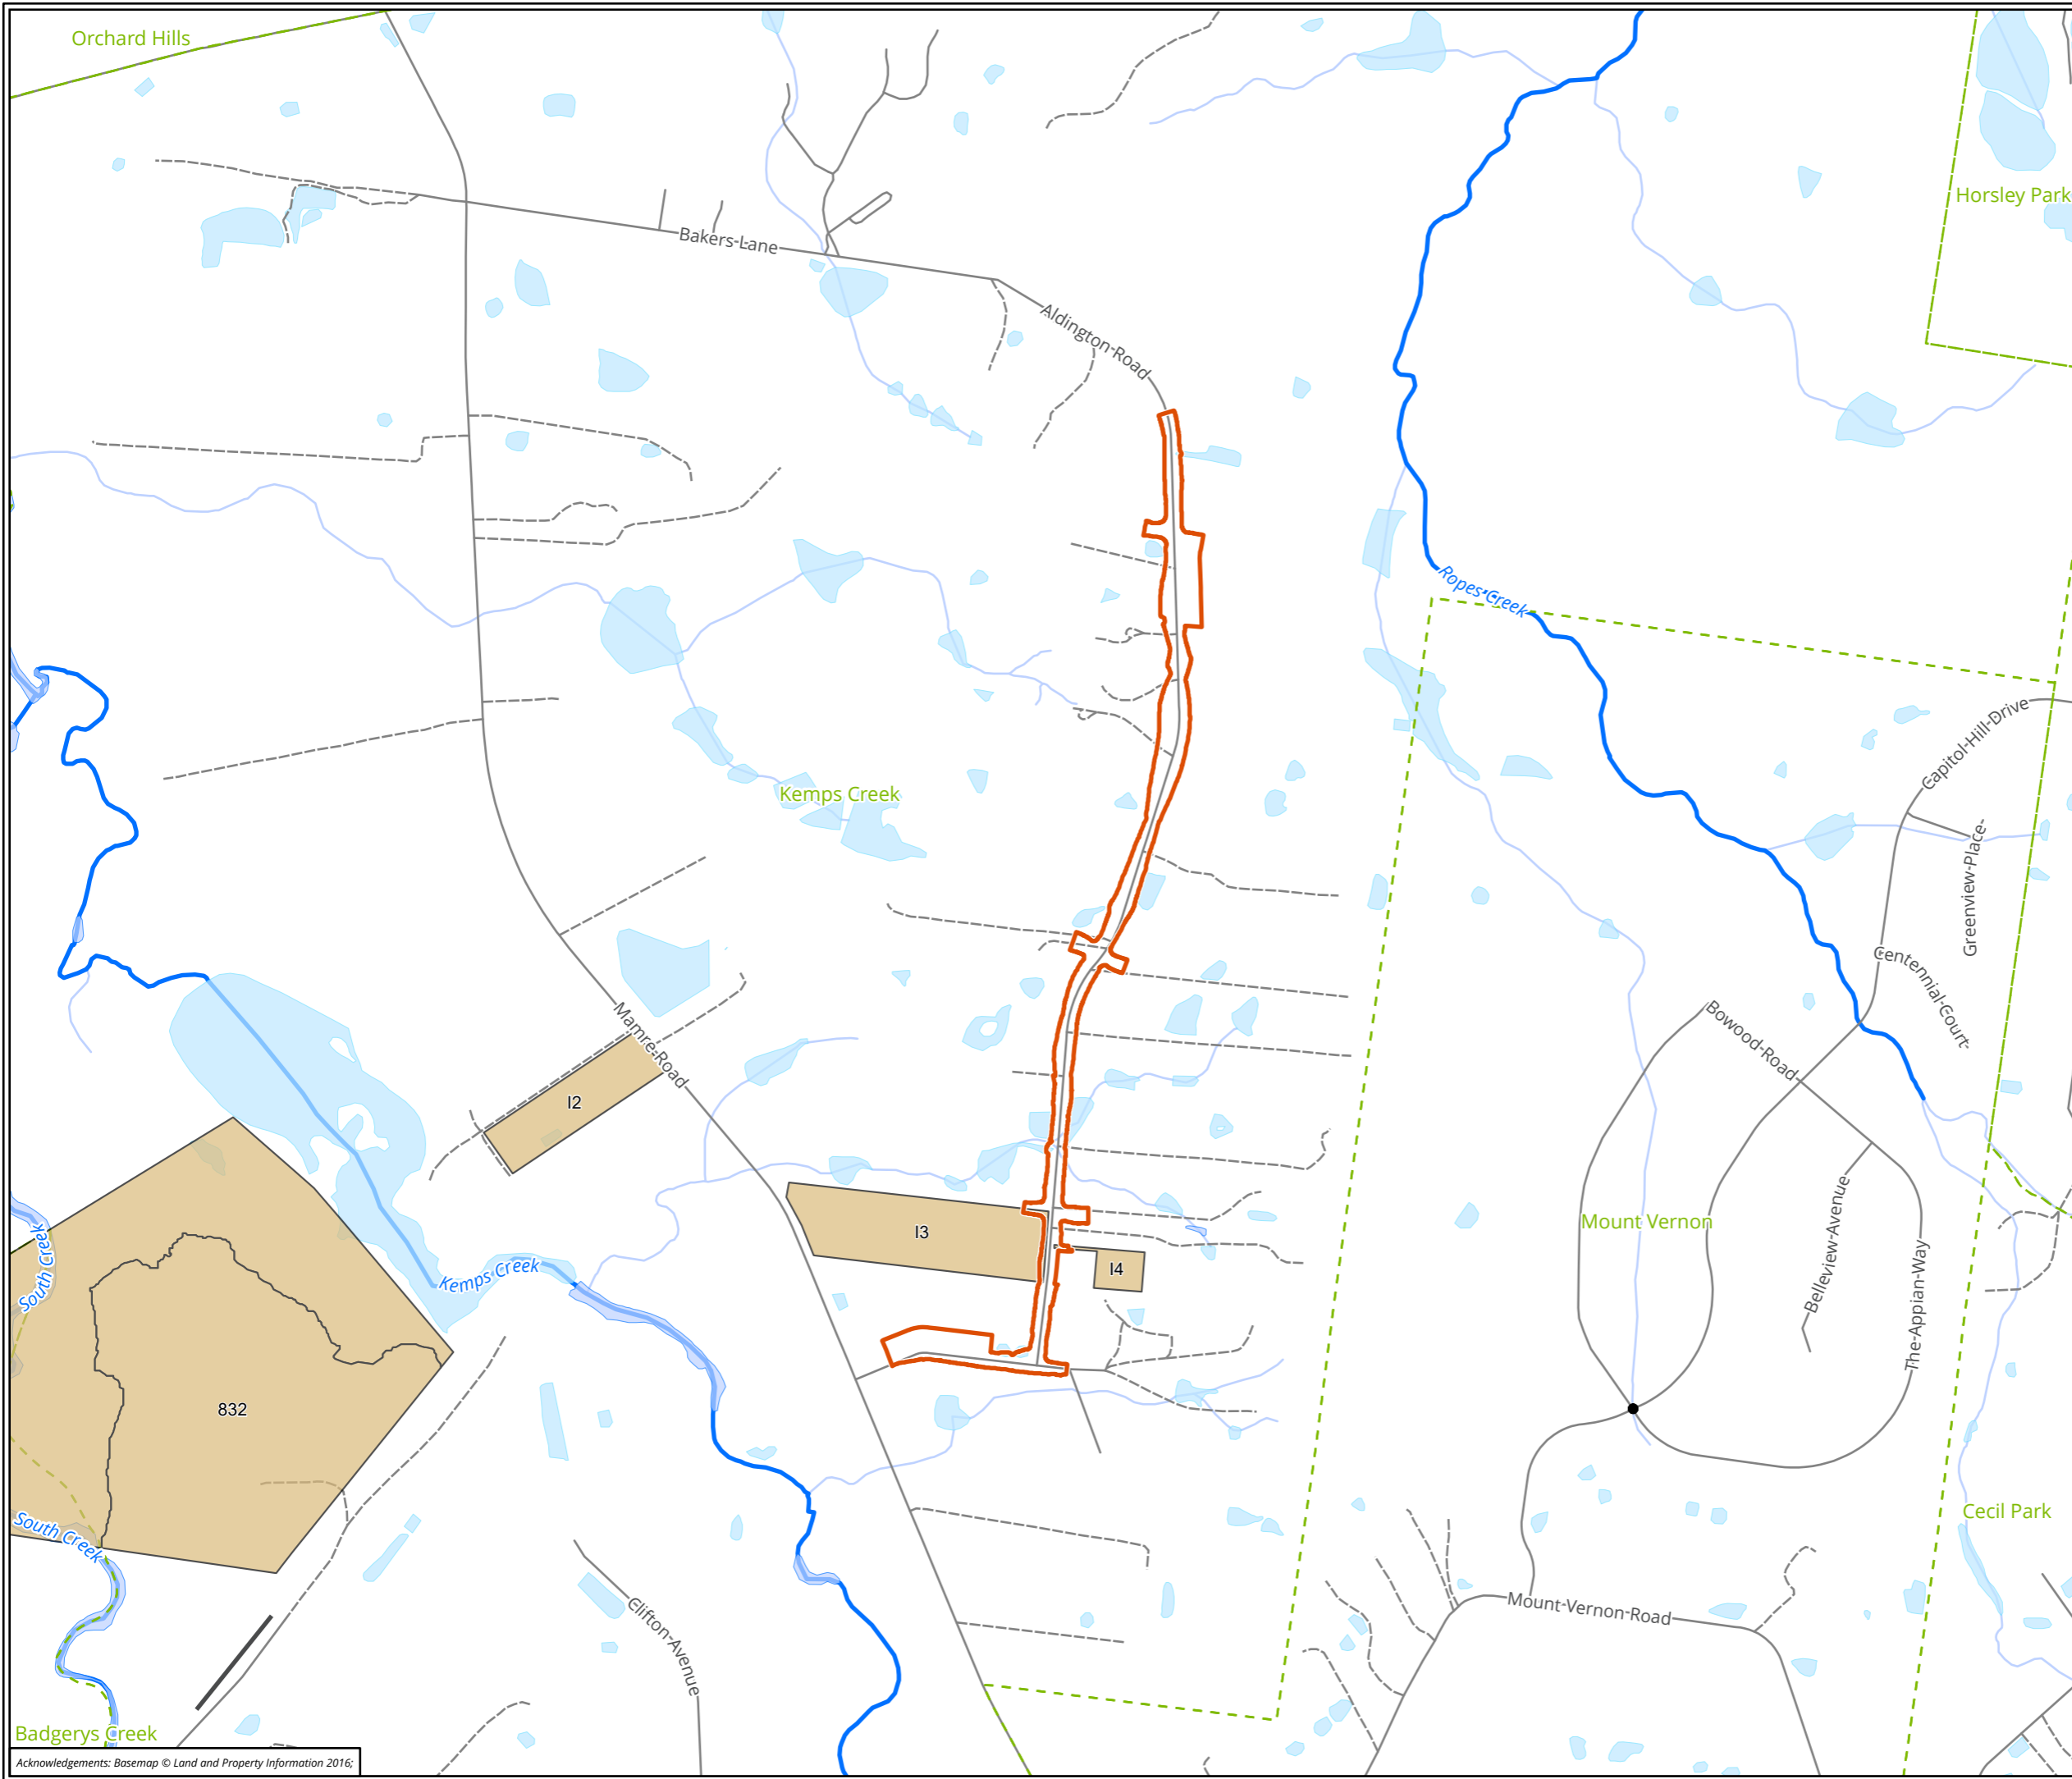 Orchard Hills
Horsley Park
Bakers-Lane
Aldington-Road
Ropes Creek
Capitol-Hill-Drive
Kemps Creek
Greenview-Place-
Centennial-Court-
Mamre-Road
Bowood-Road
I2
Mount Vernon
Belleview-Avenue
The-Appian-Way
I3
I4
South Creek
Kemps Creek
832
South Creek
Cecil Park
Clifton-Avenue
Mount-Vernon-Road
Badgerys Creek
Acknowledgements: Basemap © Land and Property Information 2016;